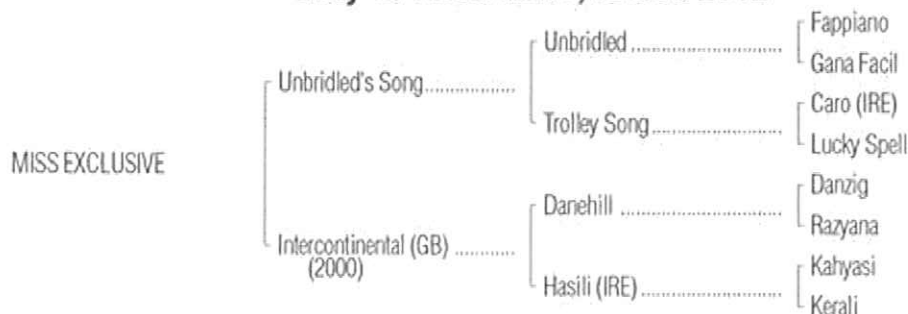 Fappiano
Unbridled
Gana Facil
Unbridled's Song
Caro (IRE)
Trolley Song
Lucky Spell
MISS EXCLUSIVE
Danzig
Danehill
Razyana
Intercontinental (GB)
(2000)
Kahyasi
Hasili (IRE)
Kerali